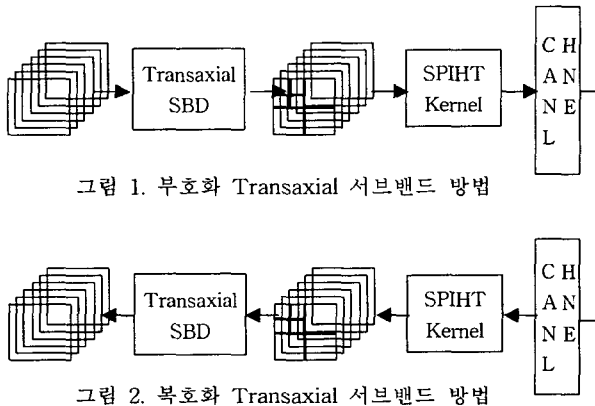 Transaxial
SBD
SPIHT
Kernel
C H
A N
N E
L
그림 1. 부호화 Transaxial 서브밴드 방법
Transaxial
SBD
SPIHT
Kernel
C H
A N
N E
L
그림 2. 복호화 Transaxial 서브밴드 방법